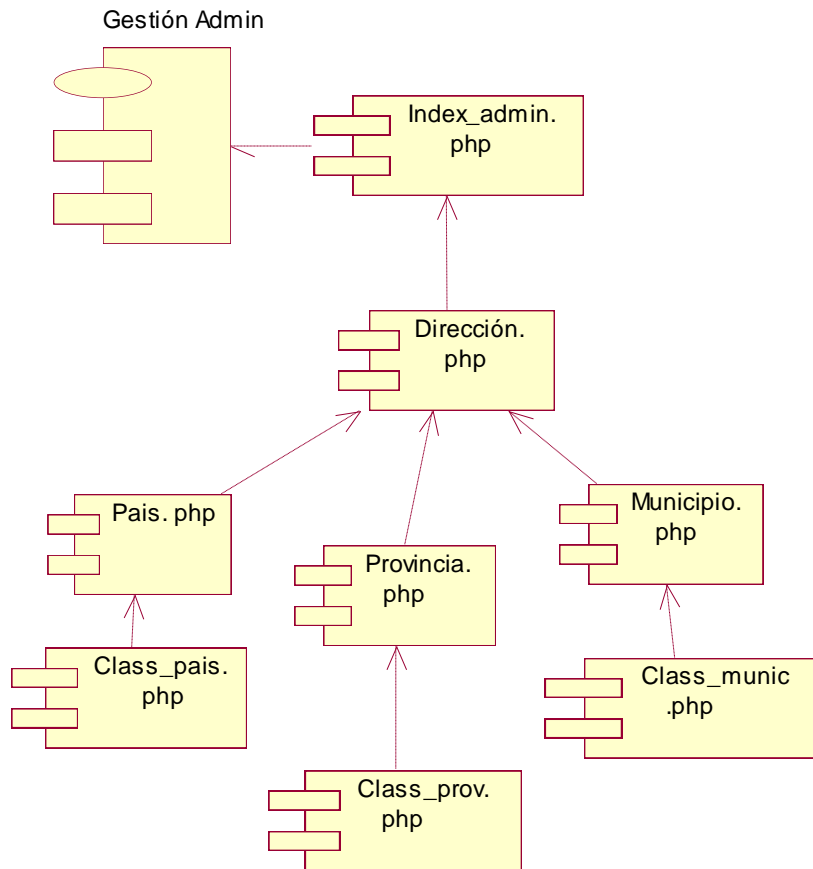 Gestión Admin
Index_admin.
php
Dirección.
php
Pais. php
Municipio.
php
Provincia.
php
Class_pais.
php
Class_munic
.php
Class_prov.
php